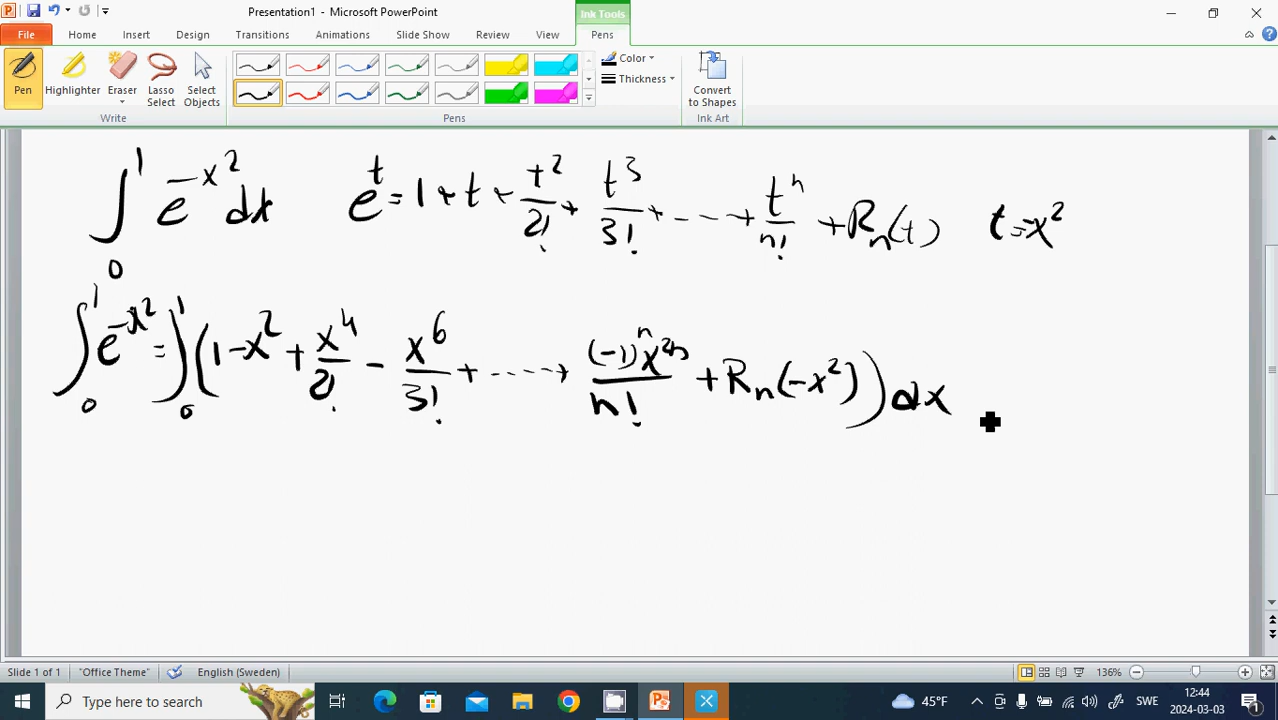 Presentation1 - Microsoft PowerPoint
Ink Tools
File Home Insert Design Transitions Animations Slide Show Review View Pens
Pen Highlighter Eraser Lasso Select Select Objects
Color
Thickness
Convert to Shapes
Write Pens Ink Art
∫₀¹ e^{-x²}dx e^t = 1 + t + t²/2! + t³/3! + ---- + tⁿ/n! + Rₙ(t) t=-x²
∫₀¹ e^{-x²} = ∫₀¹ (1-x² + x⁴/2! - x⁶/3! + ---- + (-1)ⁿx²ⁿ/n! + Rₙ(-x²))dx
Slide 1 of 1 "Office Theme" English (Sweden) 136%
Type here to search 45°F SWE 12:44
2024-03-03 1